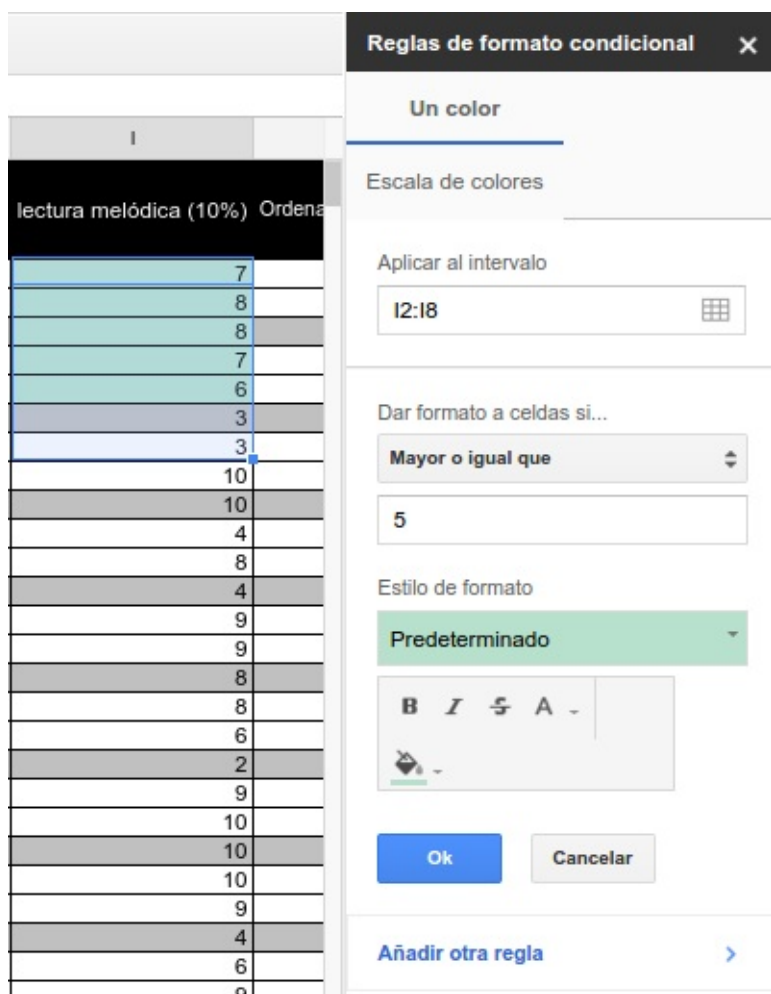 Reglas de formato condicional ×
Un color
I
Escala de colores
lectura melódica (10%) Ordena
Aplicar al intervalo
I2:I8
7
8
8
7
6
3
3
10
10
4
8
4
9
9
8
8
6
2
9
10
10
10
9
4
6
9
Dar formato a celdas si...
Mayor o igual que
5
Estilo de formato
Predeterminado
B I S A
Ok Cancelar
Añadir otra regla